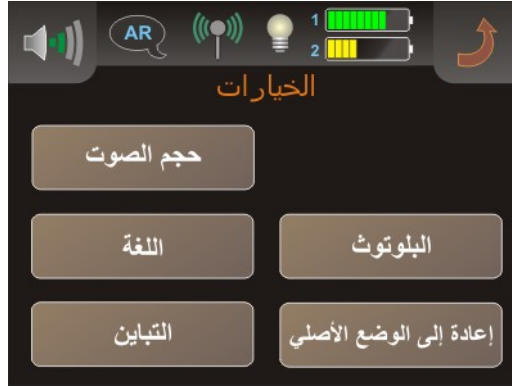 AR
1
2
الخيارات
حجم الصوت
البلوتوث
اللغة
إعادة إلى الوضع الأصلي
التباين